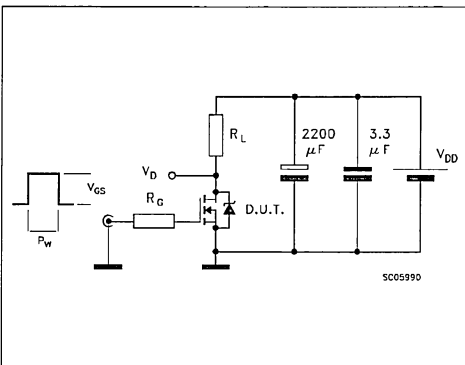 R_L
2200
μF
3.3
μF
V_DD
V_D
V_GS
R_G
D.U.T.
P_W
SC05990